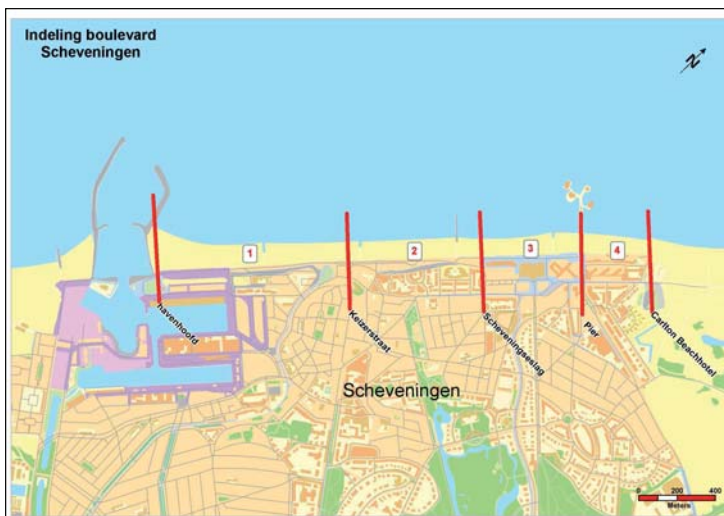 Indeling boulevard
Scheveningen
N
1
2
3
4
havenhoofd
Keizerstraat
Scheveningseslag
Pier
Carlton Beachhotel
Scheveningen
0 200 400
Meters